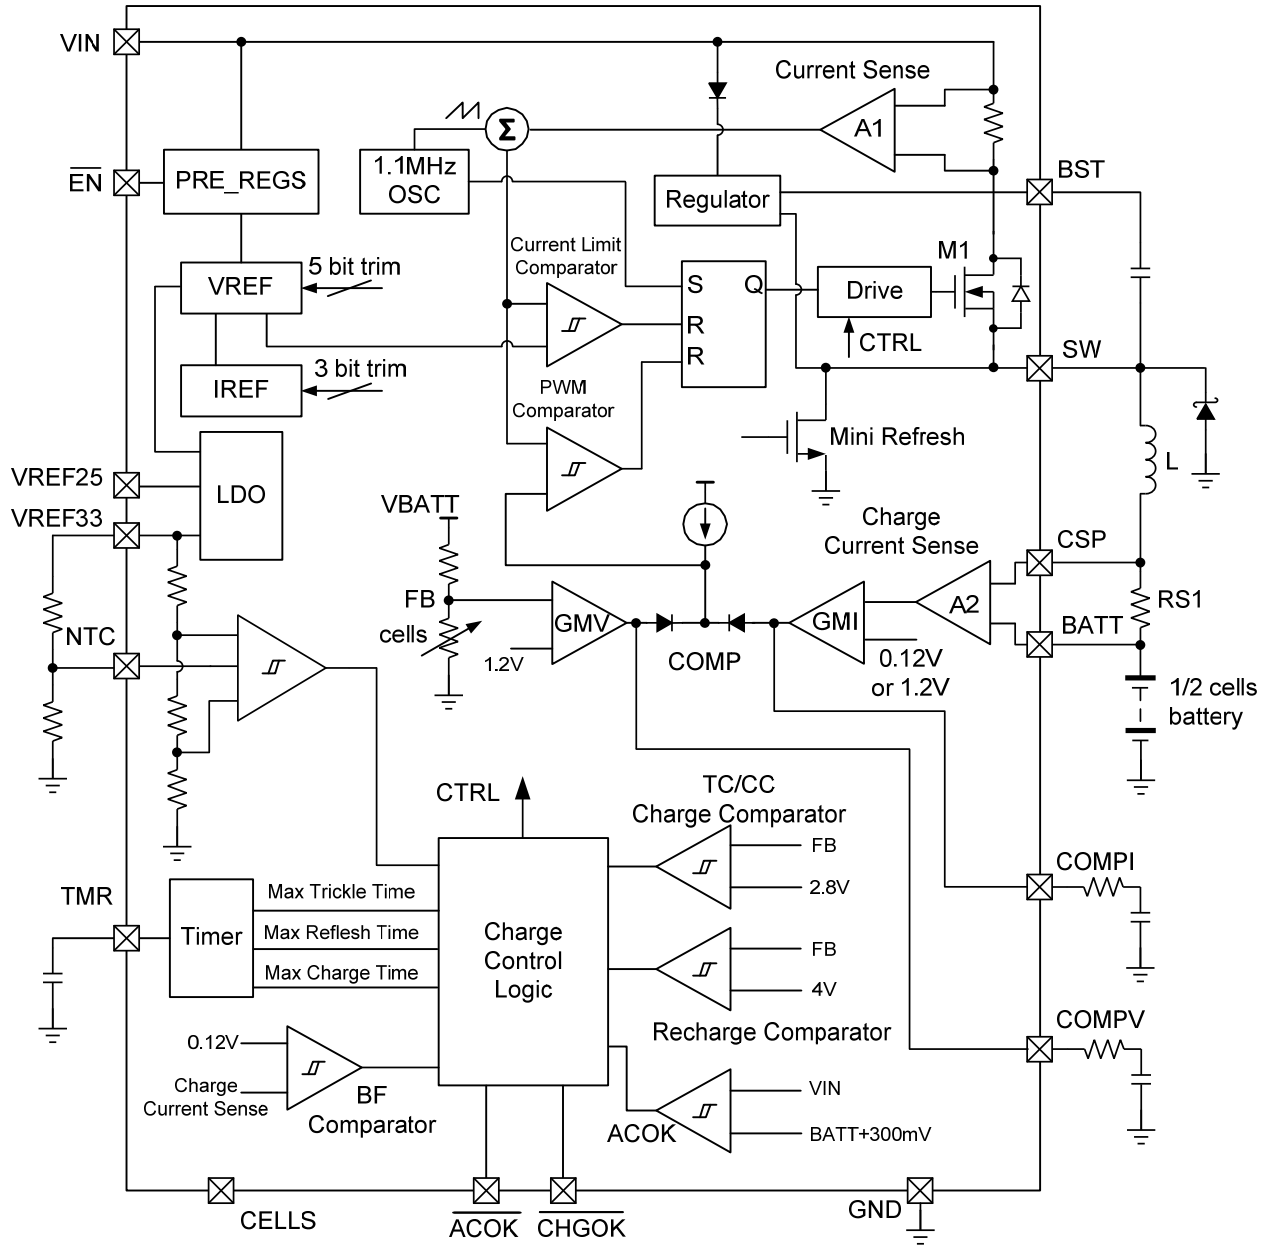 VIN
Current Sense
A1
Σ
1.1MHz
OSC
EN
PRE_REGS
Regulator
BST
Current Limit
Comparator
M1
5 bit trim
VREF
S
Q
R
R
Drive
CTRL
SW
3 bit trim
IREF
PWM
Comparator
Mini Refresh
L
VREF25
LDO
VREF33
VBATT
Charge
Current Sense
CSP
FB
cells
GMV
GMI
A2
RS1
NTC
1.2V
COMP
0.12V
or 1.2V
BATT
1/2 cells
battery
CTRL
TC/CC
Charge Comparator
FB
2.8V
COMPI
TMR
Timer
Max Trickle Time
Max Reflesh Time
Max Charge Time
Charge
Control
Logic
FB
4V
Recharge Comparator
COMPV
0.12V
Charge
Current Sense
BF
Comparator
ACOK
VIN
BATT+300mV
CELLS
ACOK
CHGOK
GND